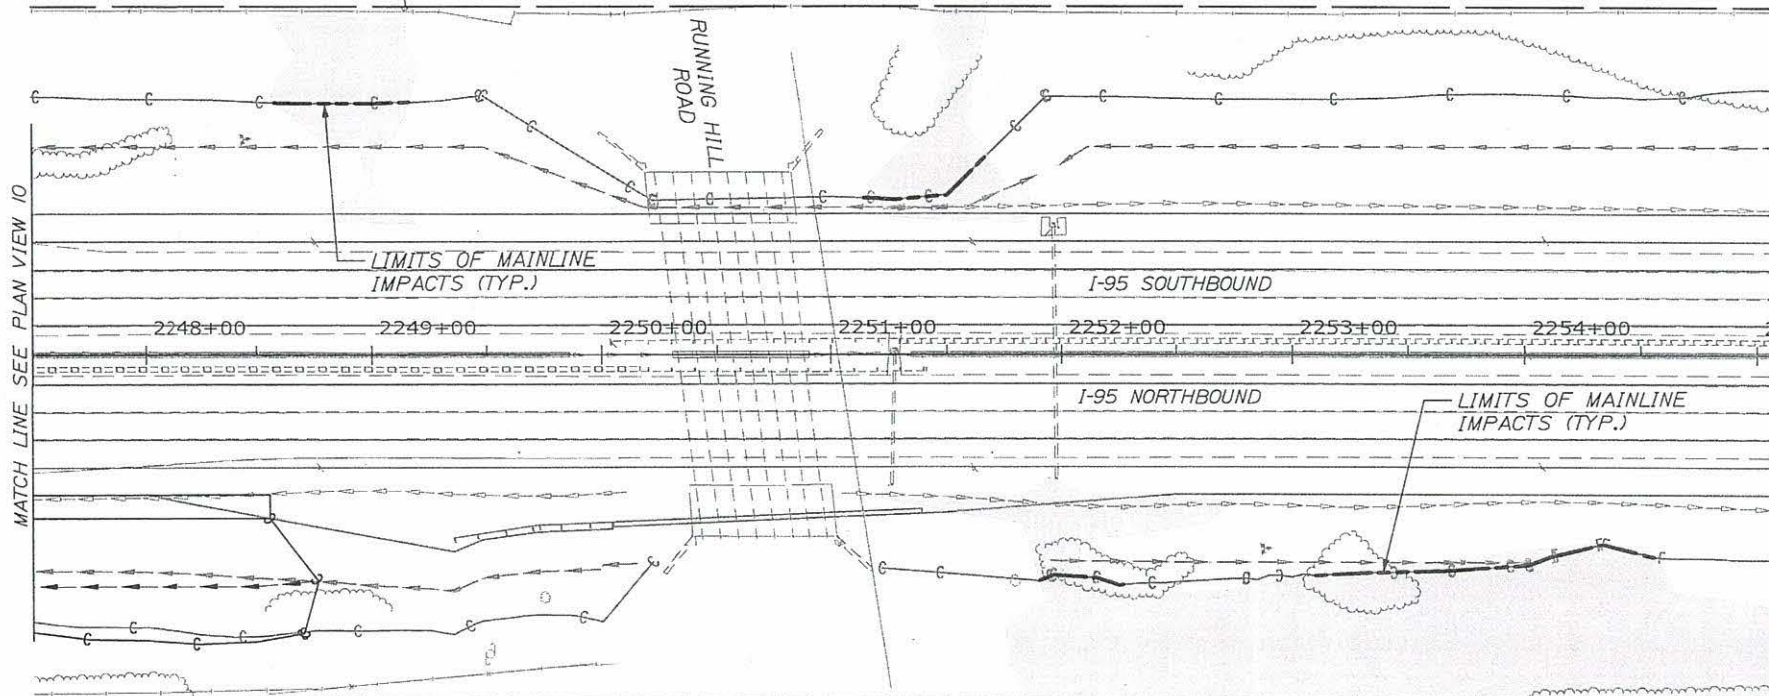 RUNNING HILL
ROAD
MATCH LINE SEE PLAN VIEW 10
LIMITS OF MAINLINE
IMPACTS (TYP.)
I-95 SOUTHBOUND
2248+00 2249+00 2250+00 2251+00 2252+00 2253+00 2254+00
I-95 NORTHBOUND
LIMITS OF MAINLINE
IMPACTS (TYP.)